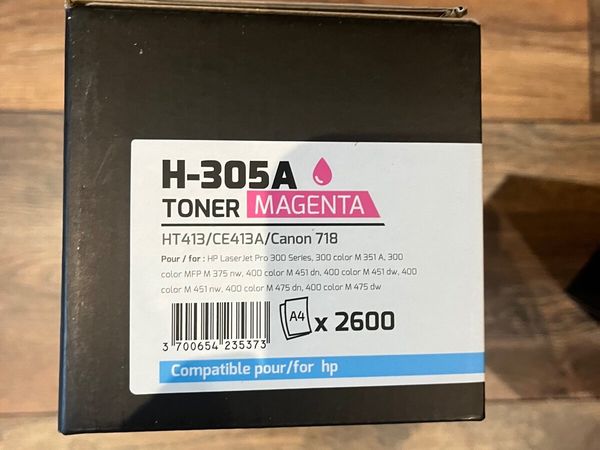 H-305A
TONER MAGENTA
HT413/CE413A/Canon 718
Pour / for : HP LaserJet Pro 300 Series, 300 color M 351 A, 300
color MFP M 375 nw, 400 color M 451 dn, 400 color M 451 dw, 400
color M 451 nw, 400 color M 475 dn, 400 color M 475 dw
A4 x 2600
3 700654 235373
Compatible pour/for hp